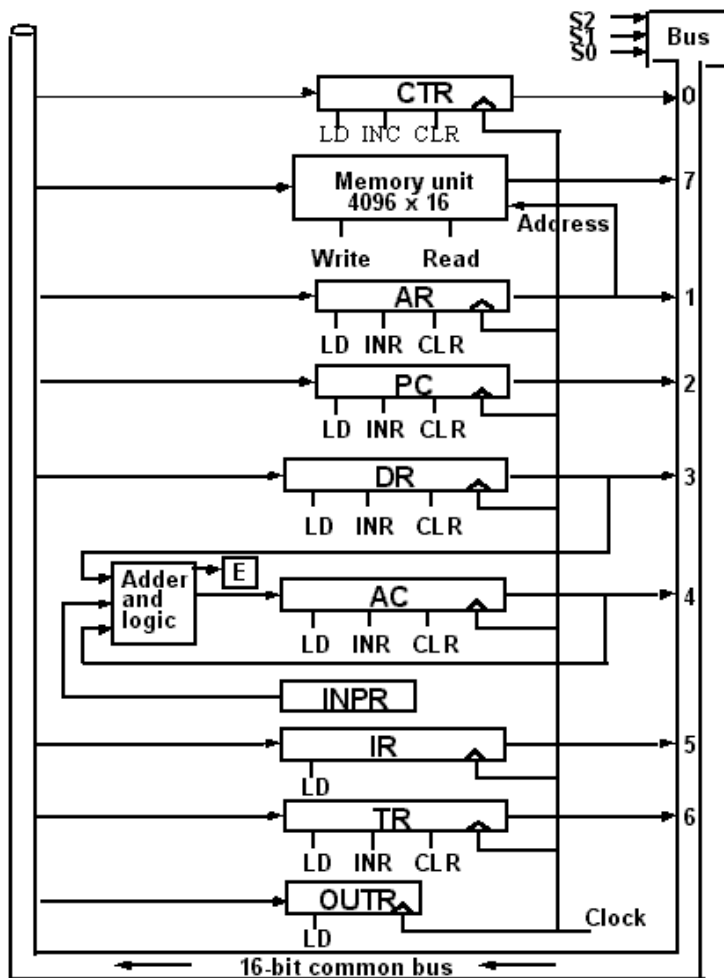 S2
S1
S0
Bus
CTR
0
LD INC CLR
Memory unit
4096 x 16
7
Address
Write Read
AR
1
LD INR CLR
PC
2
LD INR CLR
DR
3
LD INR CLR
Adder
and
logic
E
AC
4
LD INR CLR
INPR
IR
5
LD
TR
6
LD INR CLR
OUTR
LD
Clock
16-bit common bus